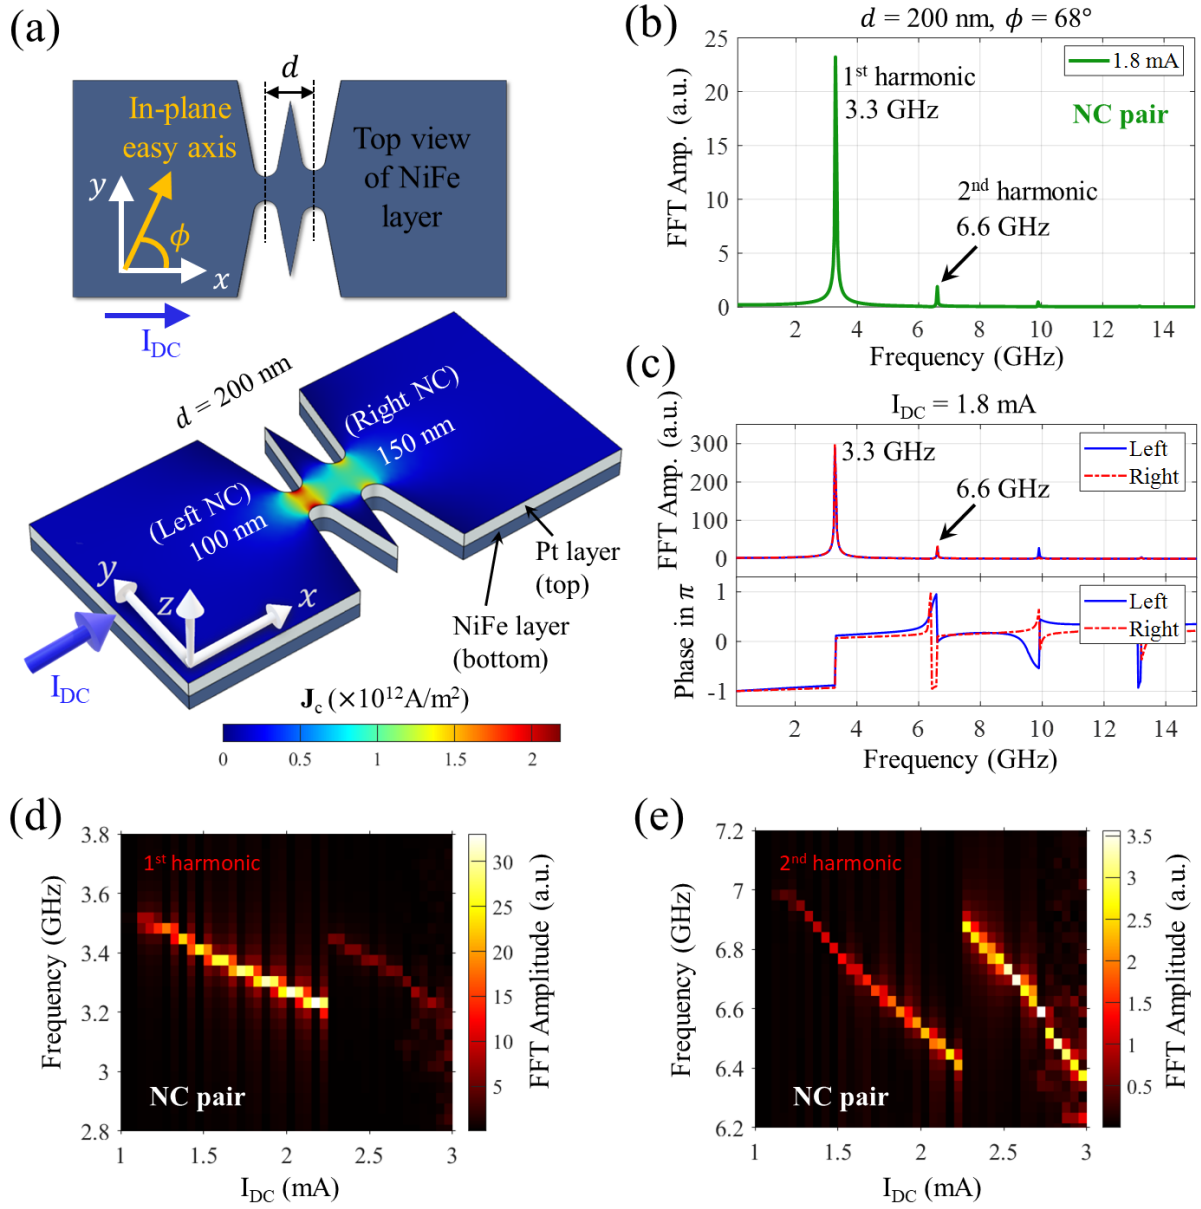 (a)
d
In-plane
easy axis
y
ϕ
x
Top view
of NiFe
layer
I_DC
d = 200 nm
(Right NC)
150 nm
(Left NC)
100 nm
y
z
x
I_DC
Pt layer
(top)
NiFe layer
(bottom)
J_c (×10^12 A/m^2)
0 0.5 1 1.5 2
(b)
d = 200 nm, ϕ = 68°
FFT Amp. (a.u.)
25
20
15
10
5
0
1.8 mA
NC pair
1st harmonic
3.3 GHz
2nd harmonic
6.6 GHz
2 4 6 8 10 12 14
Frequency (GHz)
(c)
I_DC = 1.8 mA
FFT Amp. (a.u.)
300
200
100
0
3.3 GHz
6.6 GHz
Left
Right
Phase in π
1
0
-1
Left
Right
2 4 6 8 10 12 14
Frequency (GHz)
(d)
Frequency (GHz)
3.8
3.6
3.4
3.2
3
2.8
1st harmonic
NC pair
1 1.5 2 2.5 3
I_DC (mA)
30
25
20
15
10
5
FFT Amplitude (a.u.)
(e)
Frequency (GHz)
7.2
7
6.8
6.6
6.4
6.2
2nd harmonic
NC pair
1 1.5 2 2.5 3
I_DC (mA)
3.5
3
2.5
2
1.5
1
0.5
FFT Amplitude (a.u.)